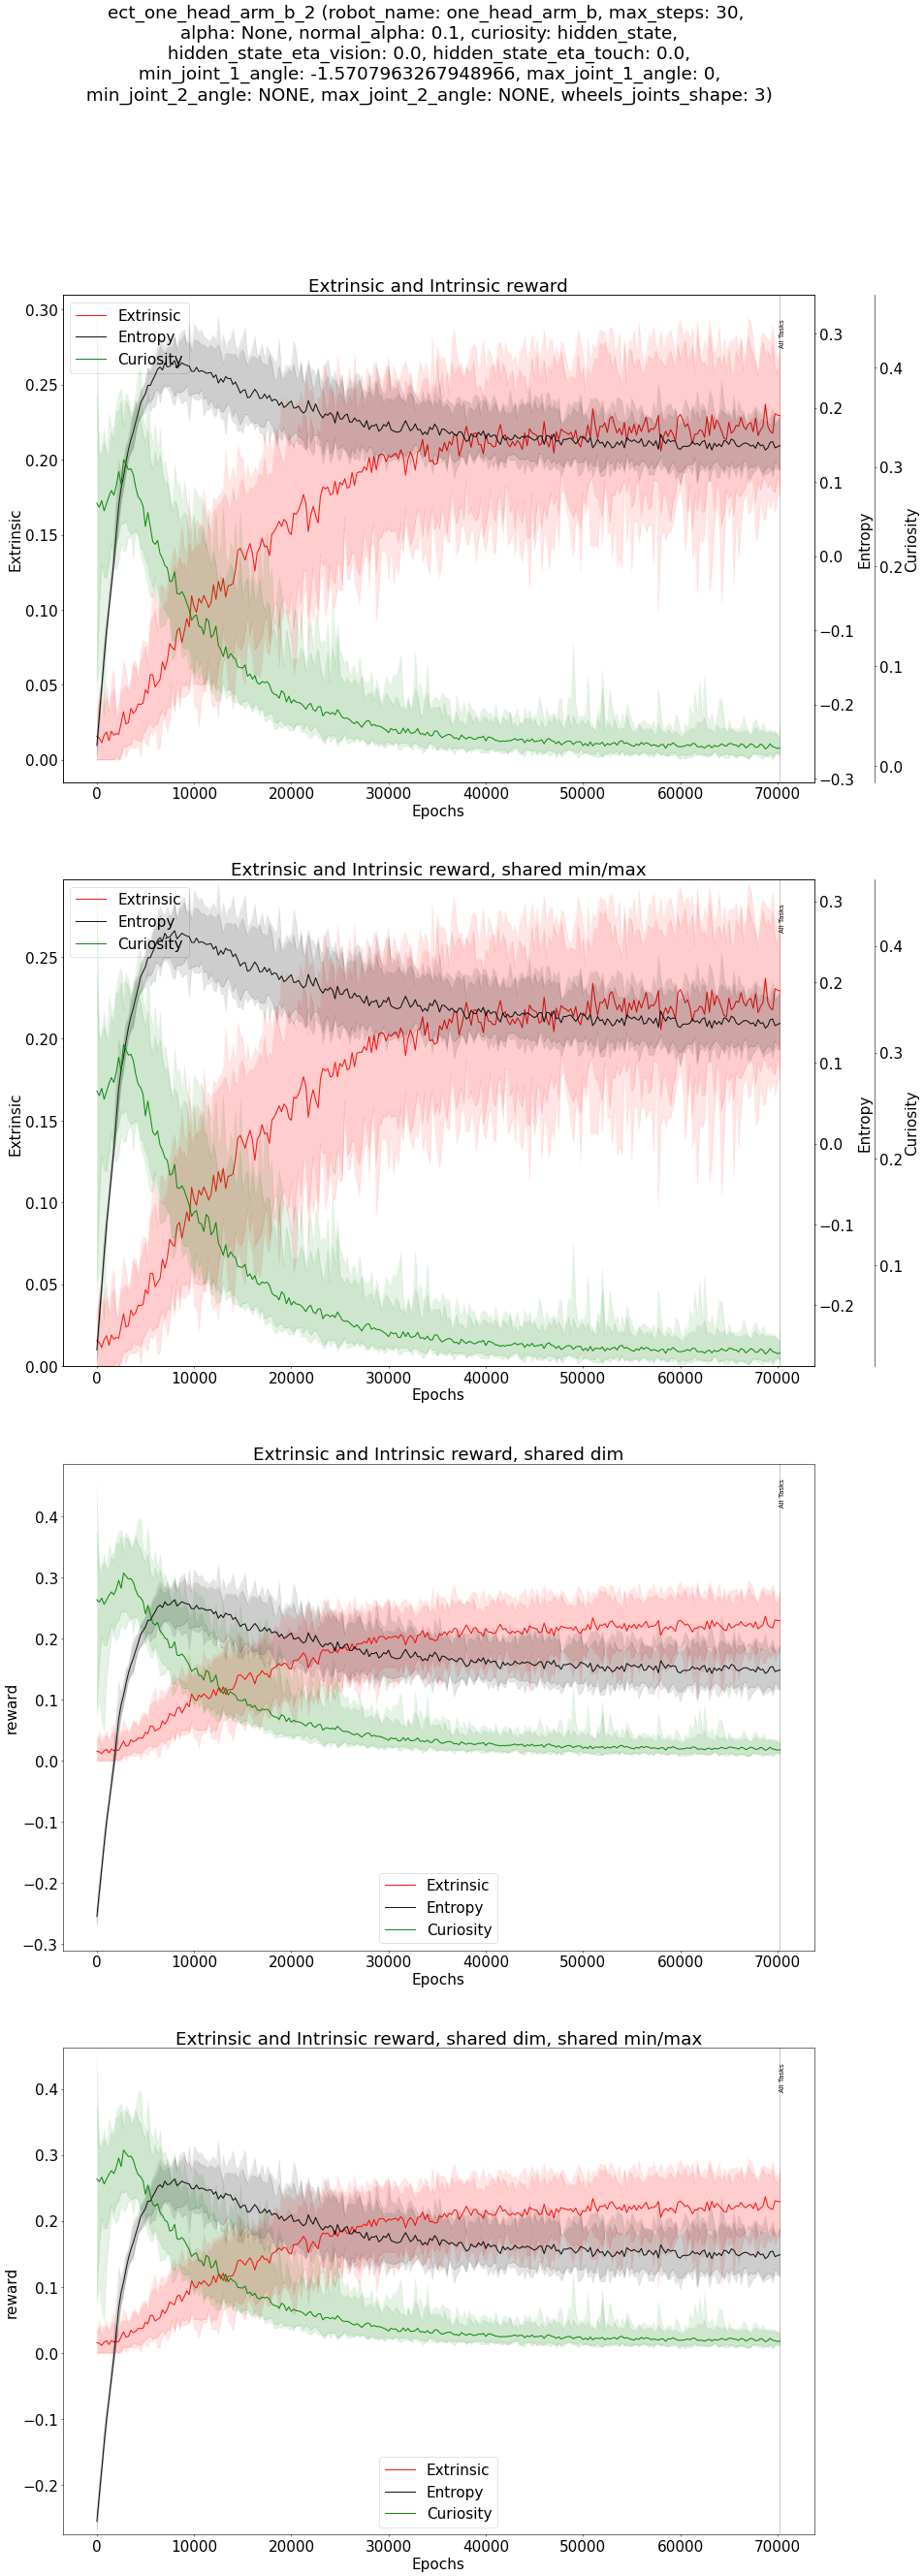 ect_one_head_arm_b_2 (robot_name: one_head_arm_b, max_steps: 30,
alpha: None, normal_alpha: 0.1, curiosity: hidden_state,
hidden_state_eta_vision: 0.0, hidden_state_eta_touch: 0.0,
min_joint_1_angle: -1.5707963267948966, max_joint_1_angle: 0,
min_joint_2_angle: NONE, max_joint_2_angle: NONE, wheels_joints_shape: 3)
Extrinsic and Intrinsic reward
Extrinsic
Entropy
Curiosity
All Tasks
0.30
0.25
0.20
0.15
0.10
0.05
0.00
Extrinsic
0.3
0.2
0.1
0.0
−0.1
−0.2
−0.3
Entropy
0.4
0.3
0.2
0.1
0.0
Curiosity
0 10000 20000 30000 40000 50000 60000 70000
Epochs
Extrinsic and Intrinsic reward, shared min/max
Extrinsic
Entropy
Curiosity
All Tasks
0.25
0.20
0.15
0.10
0.05
0.00
Extrinsic
0.3
0.2
0.1
0.0
−0.1
−0.2
Entropy
0.4
0.3
0.2
0.1
Curiosity
0 10000 20000 30000 40000 50000 60000 70000
Epochs
Extrinsic and Intrinsic reward, shared dim
All Tasks
0.4
0.3
0.2
0.1
0.0
−0.1
−0.2
−0.3
reward
Extrinsic
Entropy
Curiosity
0 10000 20000 30000 40000 50000 60000 70000
Epochs
Extrinsic and Intrinsic reward, shared dim, shared min/max
All Tasks
0.4
0.3
0.2
0.1
0.0
−0.1
−0.2
reward
Extrinsic
Entropy
Curiosity
0 10000 20000 30000 40000 50000 60000 70000
Epochs